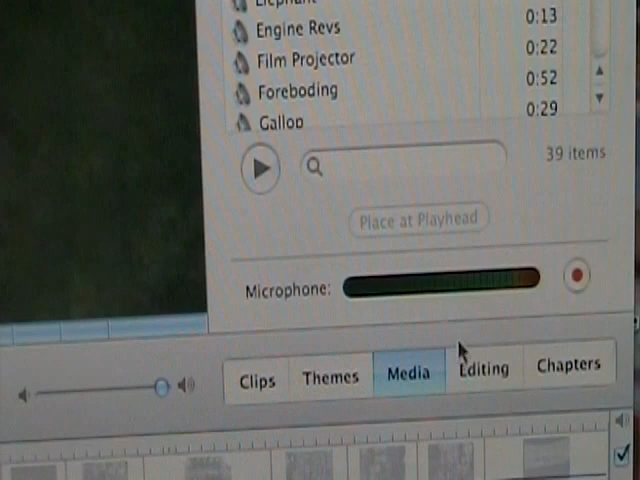 Elephant
0:13
Engine Revs
0:22
Film Projector
0:52
Foreboding
0:29
Gallop
39 items
Place at Playhead
Microphone:
Clips Themes Media Editing Chapters